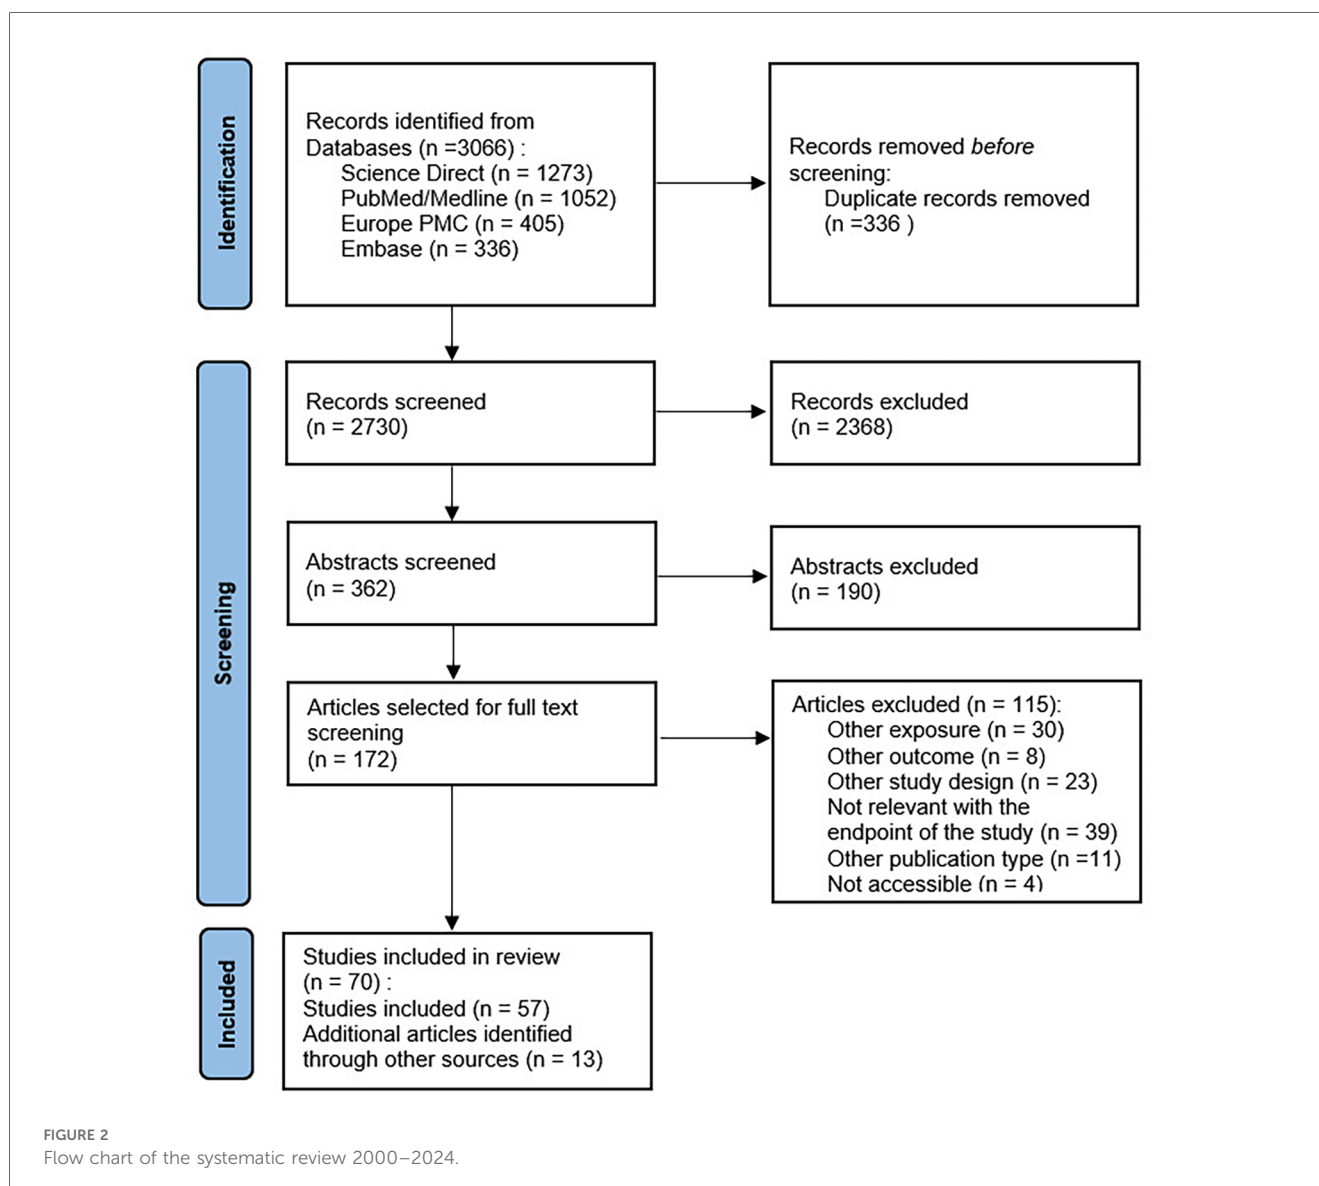 Identification
Records identified from
Databases (n =3066) :
Science Direct (n = 1273)
PubMed/Medline (n = 1052)
Europe PMC (n = 405)
Embase (n = 336)
Records removed before
screening:
Duplicate records removed
(n =336 )
Screening
Records screened
(n = 2730)
Records excluded
(n = 2368)
Abstracts screened
(n = 362)
Abstracts excluded
(n = 190)
Articles selected for full text
screening
(n = 172)
Articles excluded (n = 115):
Other exposure (n = 30)
Other outcome (n = 8)
Other study design (n = 23)
Not relevant with the
endpoint of the study (n = 39)
Other publication type (n =11)
Not accessible (n = 4)
Included
Studies included in review
(n = 70) :
Studies included (n = 57)
Additional articles identified
through other sources (n = 13)
FIGURE 2
Flow chart of the systematic review 2000–2024.